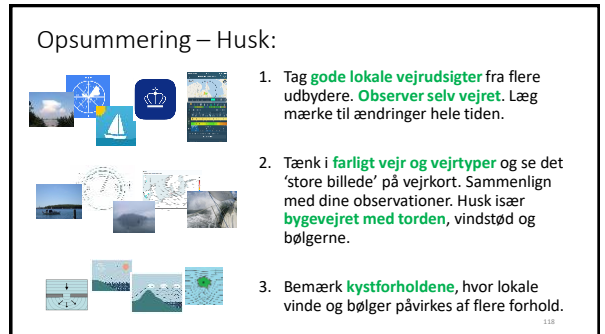 Opsummering – Husk:
1. Tag gode lokale vejrudsigter fra flere
udbydere. Observer selv vejret. Læg
mærke til ændringer hele tiden.
2. Tænk i farligt vejr og vejrtyper og se det
‘store billede’ på vejrkort. Sammenlign
med dine observationer. Husk især
bygevejret med torden, vindstød og
bølgerne.
3. Bemærk kystforholdene, hvor lokale
vinde og bølger påvirkes af flere forhold.
118